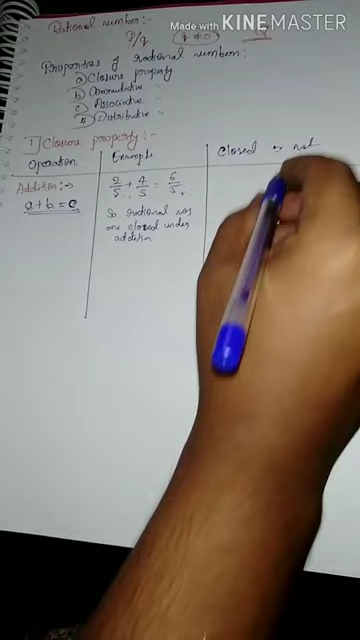 Rational number:-
Made with KINEMASTER
P/q q ≠ 0
Properties of rational numbers:
a) Closure property
b) Commutative "
c) Associative "
d) Distributive "
1) Closure property:-
Operation Example Closed or not
Addition:→ 2/5 + 4/5 = 6/5
a + b = c So, rational nos
are closed under
addition